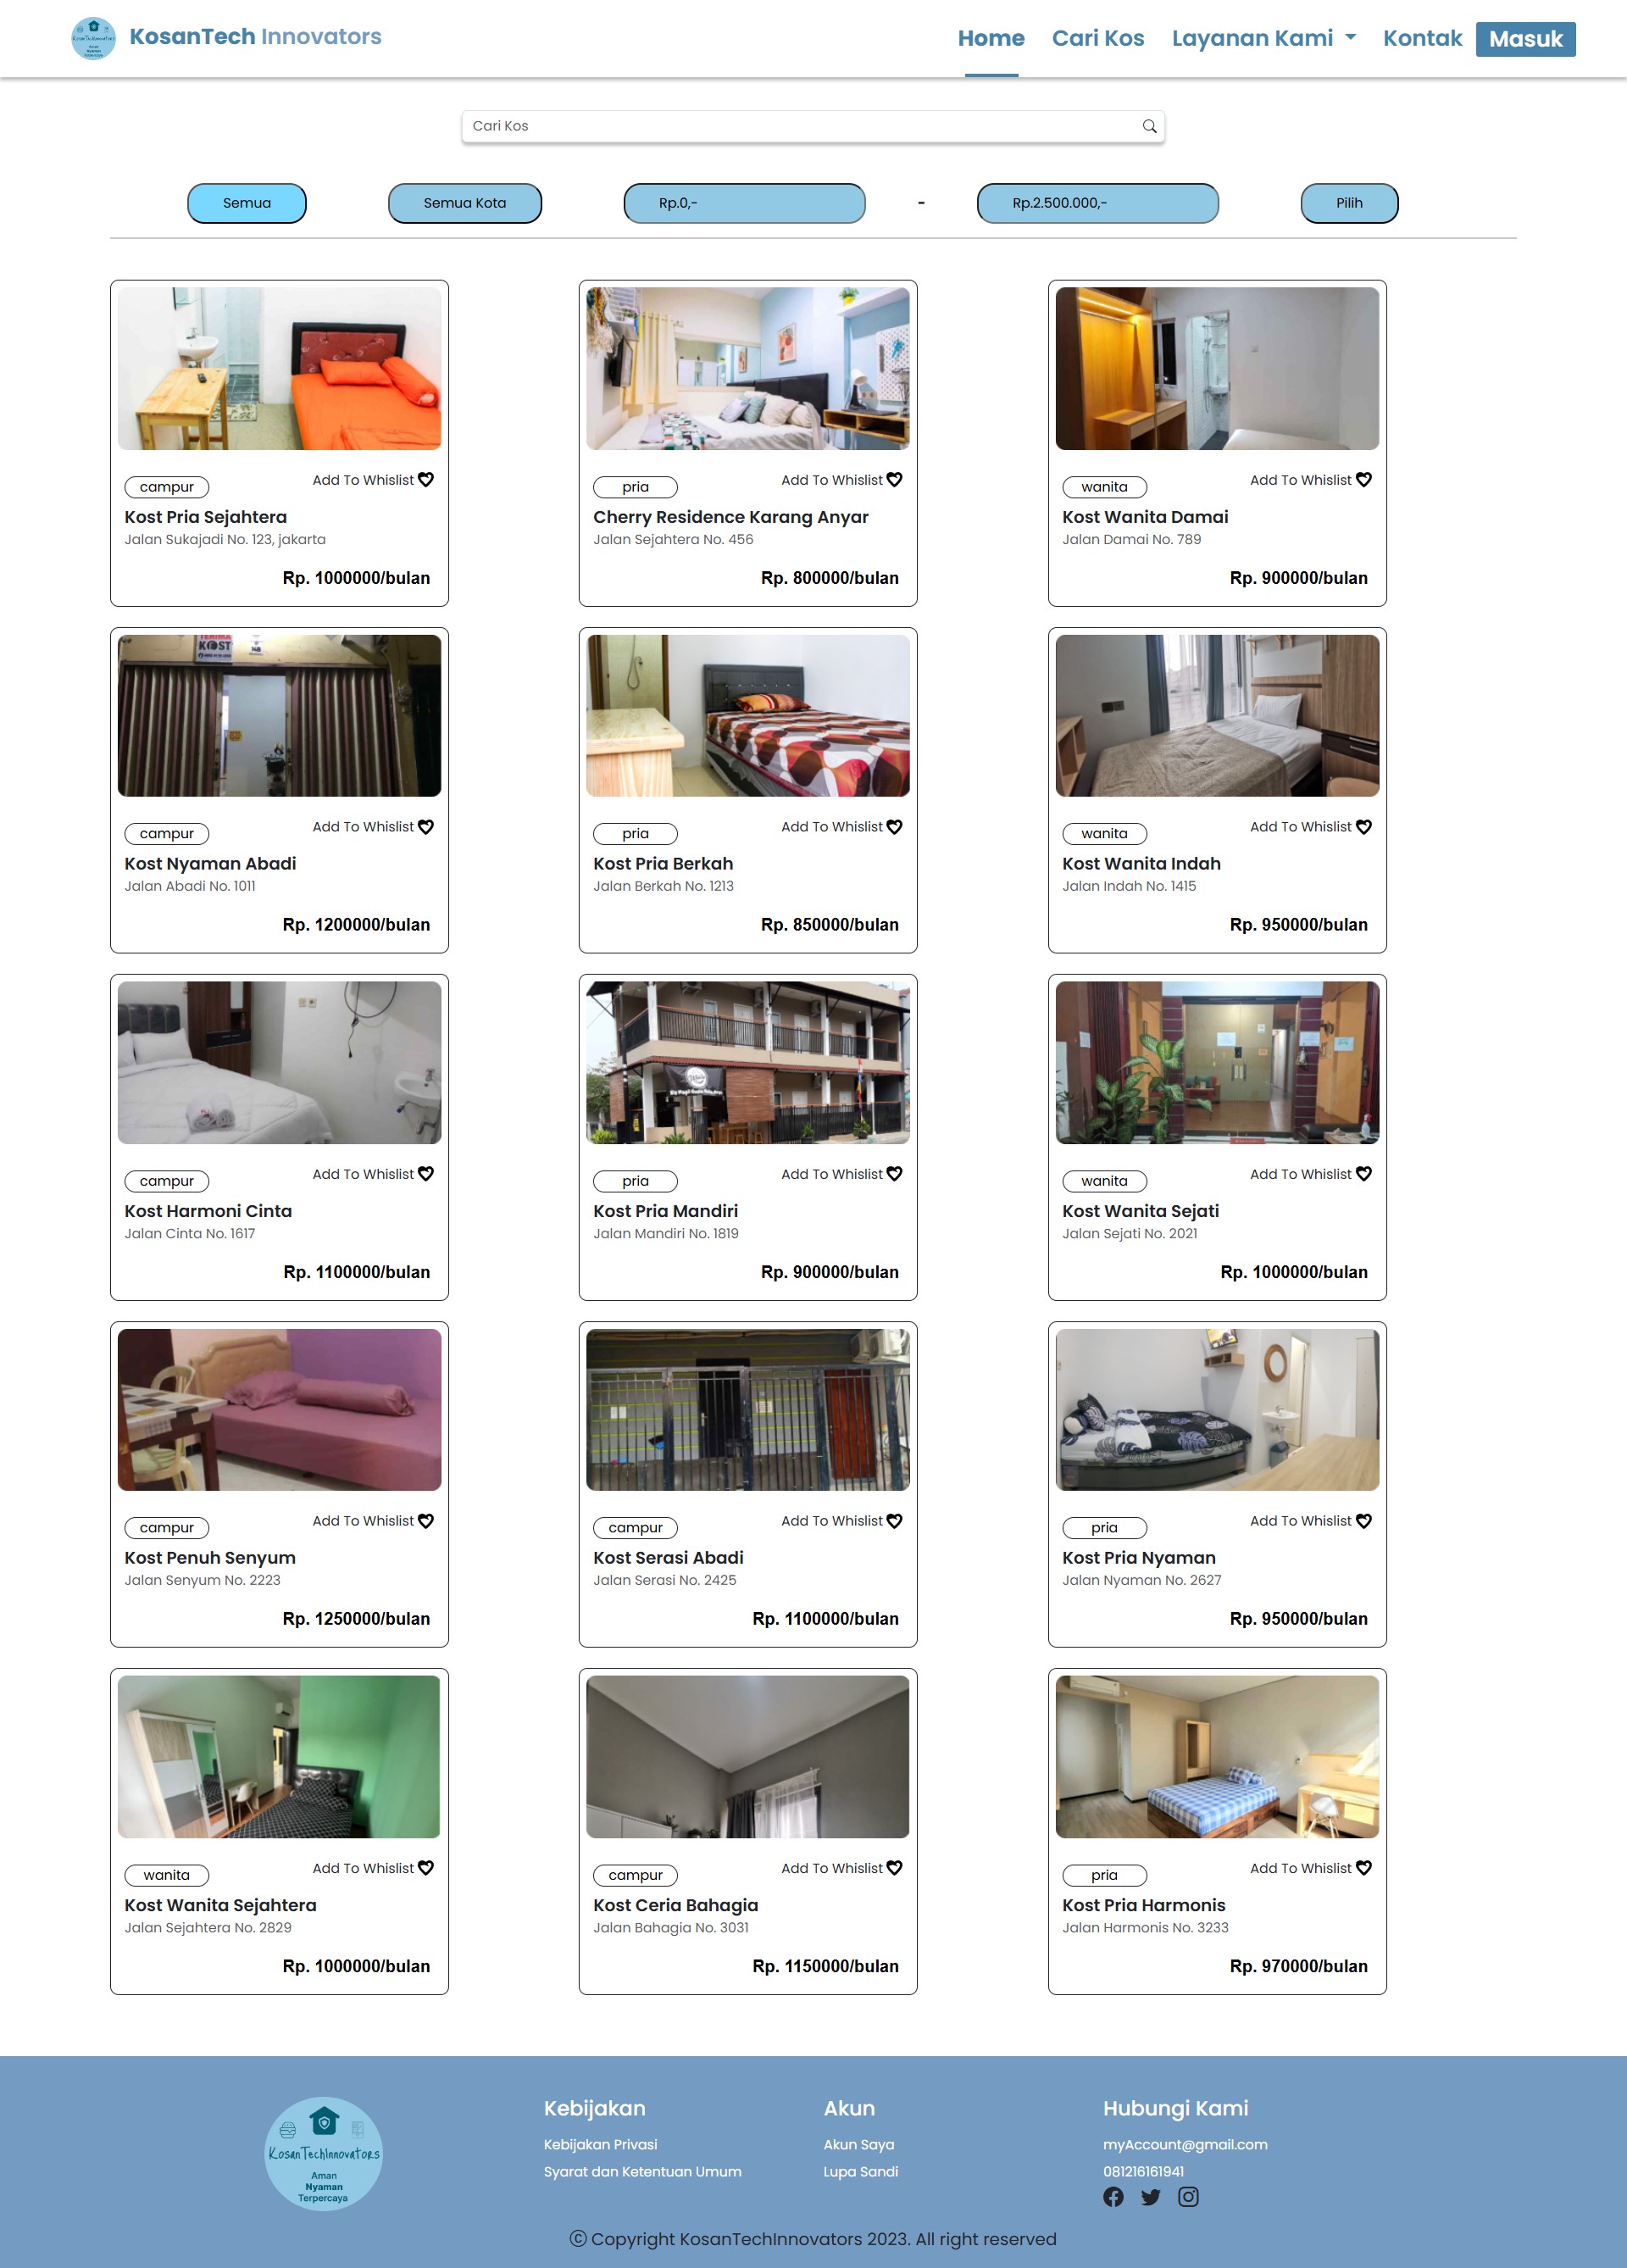 KosanTech Innovators
Home Cari Kos Layanan Kami Kontak Masuk
Cari Kos
Semua Semua Kota Rp.0,- - Rp.2.500.000,- Pilih
campur Add To Whislist
Kost Pria Sejahtera
Jalan Sukajadi No. 123, jakarta
Rp. 1000000/bulan
pria Add To Whislist
Cherry Residence Karang Anyar
Jalan Sejahtera No. 456
Rp. 800000/bulan
wanita Add To Whislist
Kost Wanita Damai
Jalan Damai No. 789
Rp. 900000/bulan
KOST
campur Add To Whislist
Kost Nyaman Abadi
Jalan Abadi No. 1011
Rp. 1200000/bulan
pria Add To Whislist
Kost Pria Berkah
Jalan Berkah No. 1213
Rp. 850000/bulan
wanita Add To Whislist
Kost Wanita Indah
Jalan Indah No. 1415
Rp. 950000/bulan
campur Add To Whislist
Kost Harmoni Cinta
Jalan Cinta No. 1617
Rp. 1100000/bulan
pria Add To Whislist
Kost Pria Mandiri
Jalan Mandiri No. 1819
Rp. 900000/bulan
wanita Add To Whislist
Kost Wanita Sejati
Jalan Sejati No. 2021
Rp. 1000000/bulan
campur Add To Whislist
Kost Penuh Senyum
Jalan Senyum No. 2223
Rp. 1250000/bulan
campur Add To Whislist
Kost Serasi Abadi
Jalan Serasi No. 2425
Rp. 1100000/bulan
pria Add To Whislist
Kost Pria Nyaman
Jalan Nyaman No. 2627
Rp. 950000/bulan
wanita Add To Whislist
Kost Wanita Sejahtera
Jalan Sejahtera No. 2829
Rp. 1000000/bulan
campur Add To Whislist
Kost Ceria Bahagia
Jalan Bahagia No. 3031
Rp. 1150000/bulan
pria Add To Whislist
Kost Pria Harmonis
Jalan Harmonis No. 3233
Rp. 970000/bulan
KosanTechInnovators
Aman
Nyaman
Terpercaya
Kebijakan
Kebijakan Privasi
Syarat dan Ketentuan Umum
Akun
Akun Saya
Lupa Sandi
Hubungi Kami
myAccount@gmail.com
081216161941
© Copyright KosanTechInnovators 2023. All right reserved